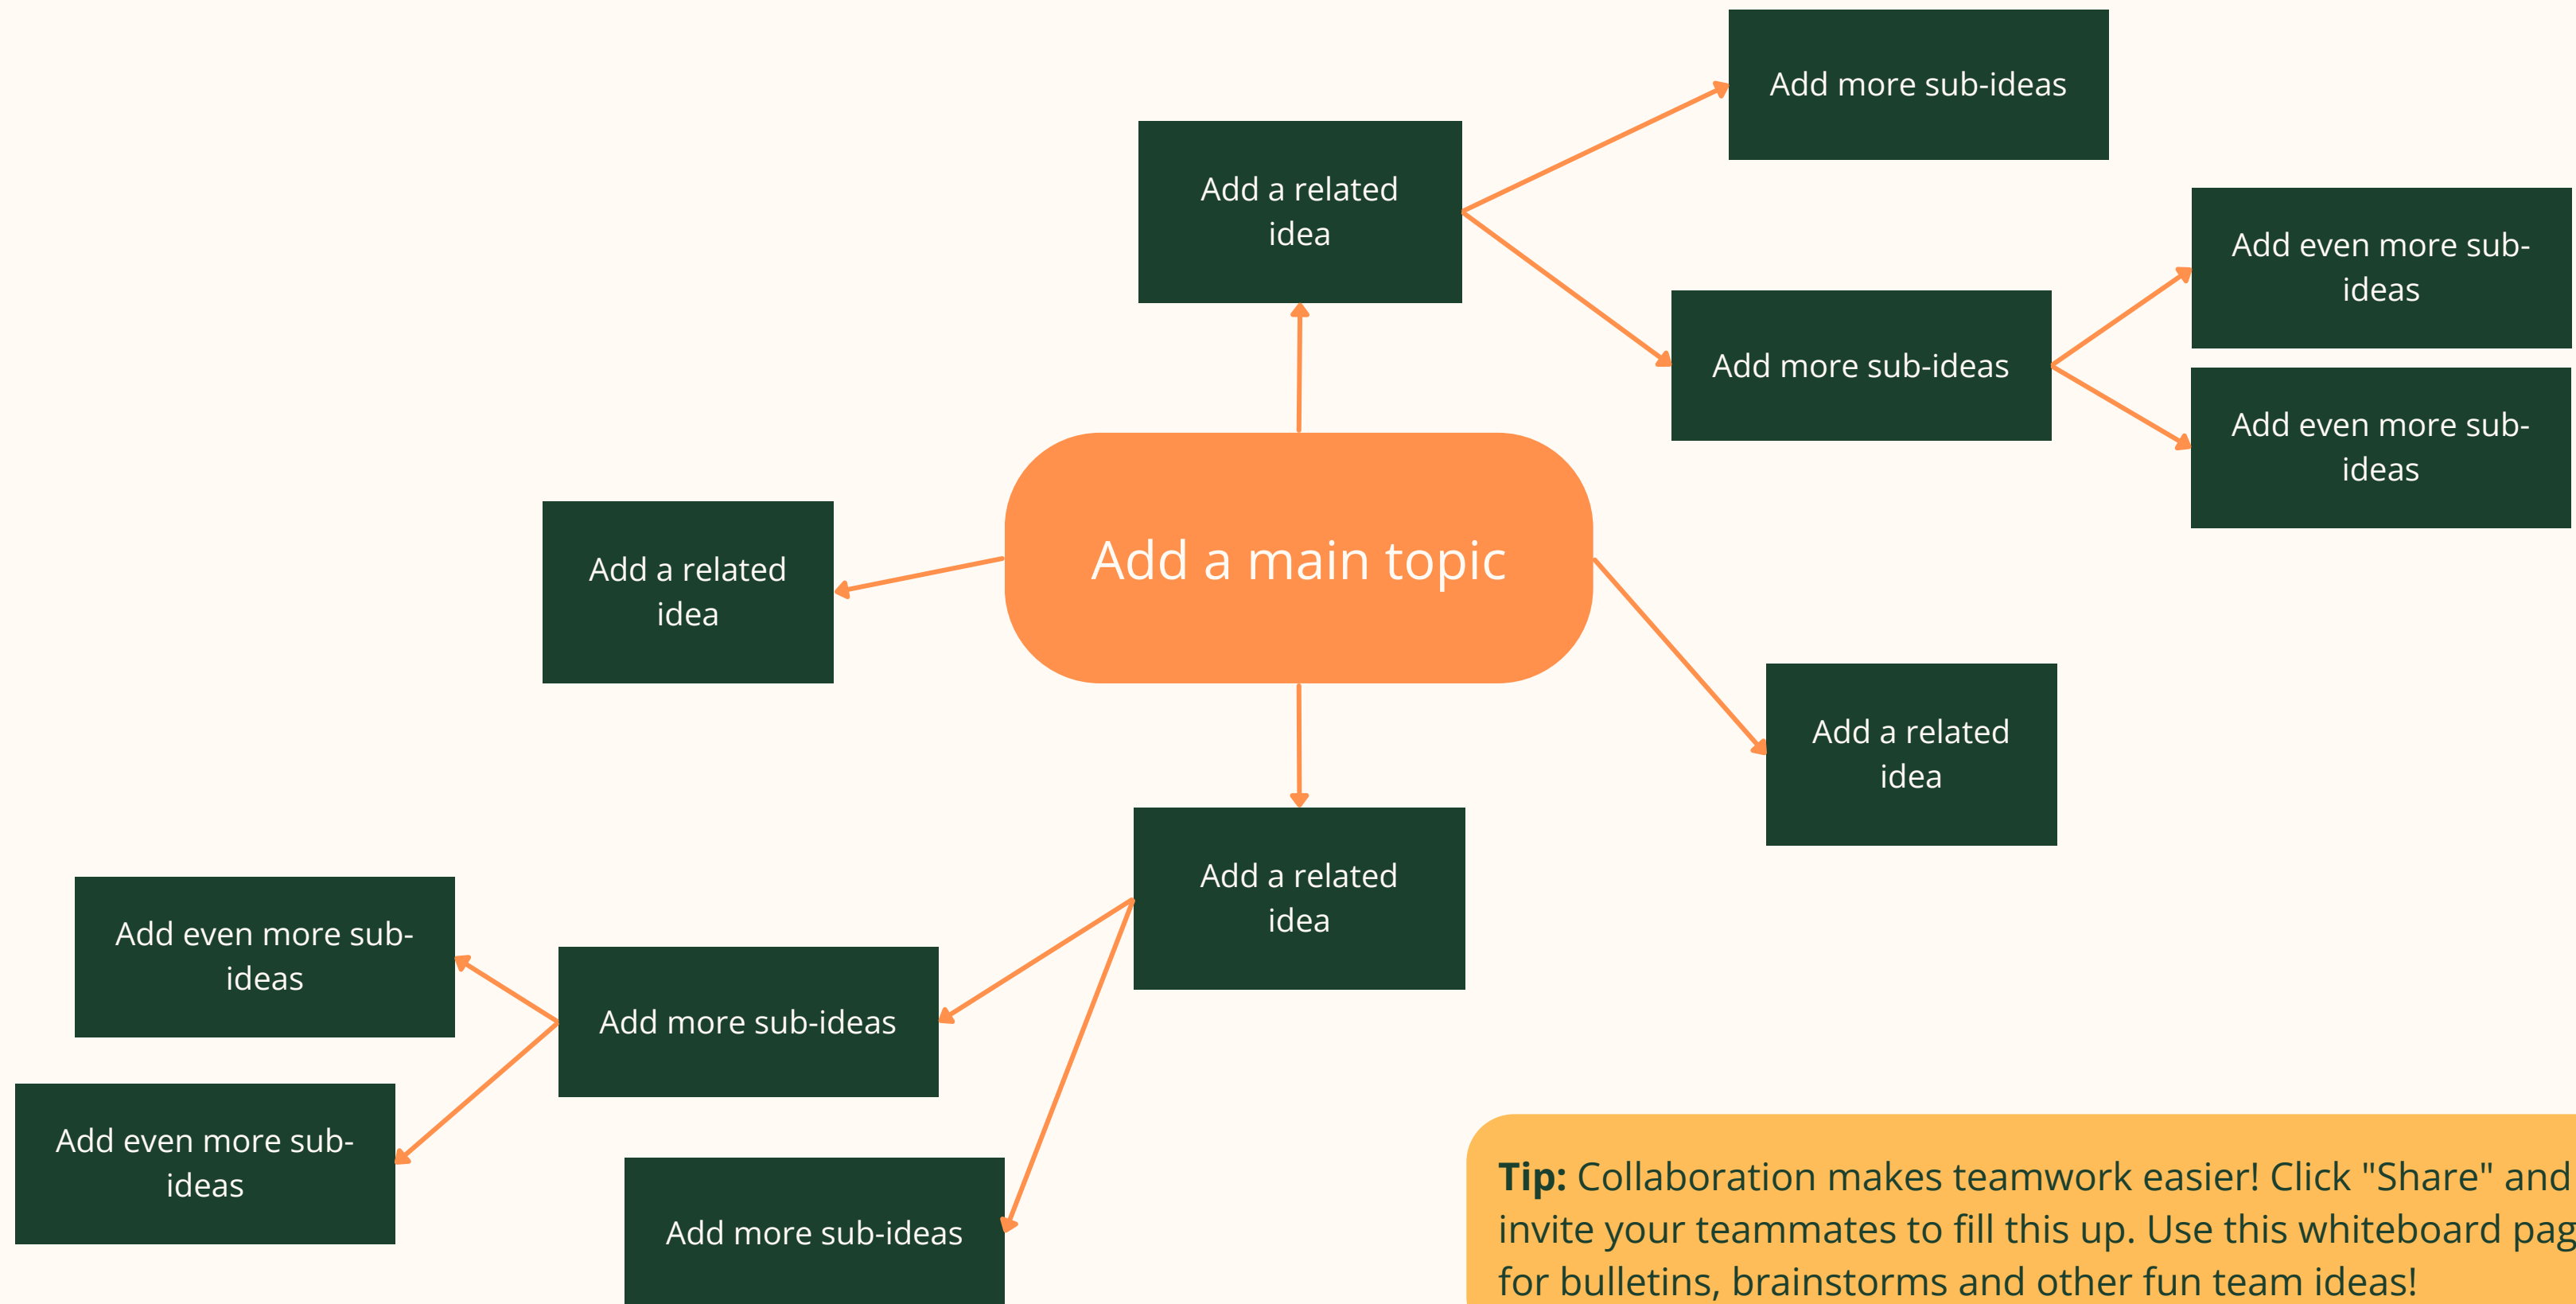 Add more sub-ideas
Add a related
idea
Add even more sub-
ideas
Add more sub-ideas
Add even more sub-
ideas
Add a main topic
Add a related
idea
Add a related
idea
Add a related
idea
Add even more sub-
ideas
Add more sub-ideas
Add even more sub-
ideas
Add more sub-ideas
Tip: Collaboration makes teamwork easier! Click "Share" and
invite your teammates to fill this up. Use this whiteboard pag
for bulletins, brainstorms and other fun team ideas!